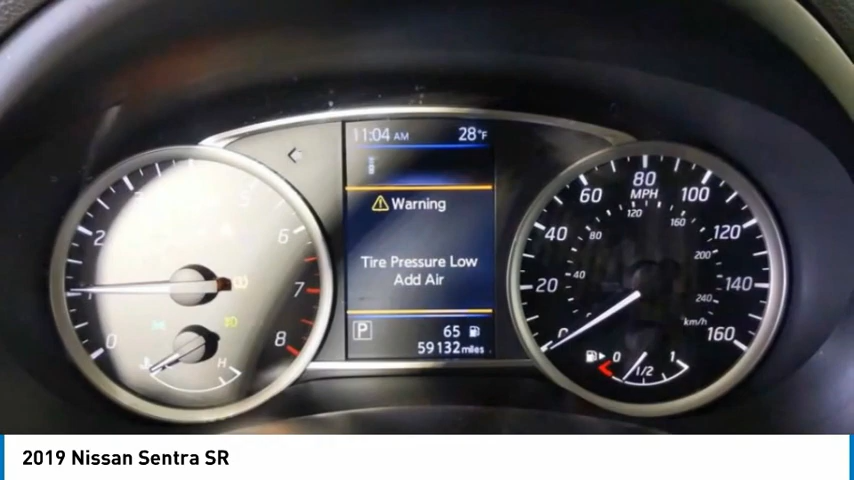 11:04 AM 28°F
Warning
Tire Pressure Low
Add Air
P 65
59132 miles
0 1 2 6 7 8
H
0 20 40 60 80 100 120 140 160
MPH
40 80 120 160 200 240
km/h
0 1/2 1
2019 Nissan Sentra SR